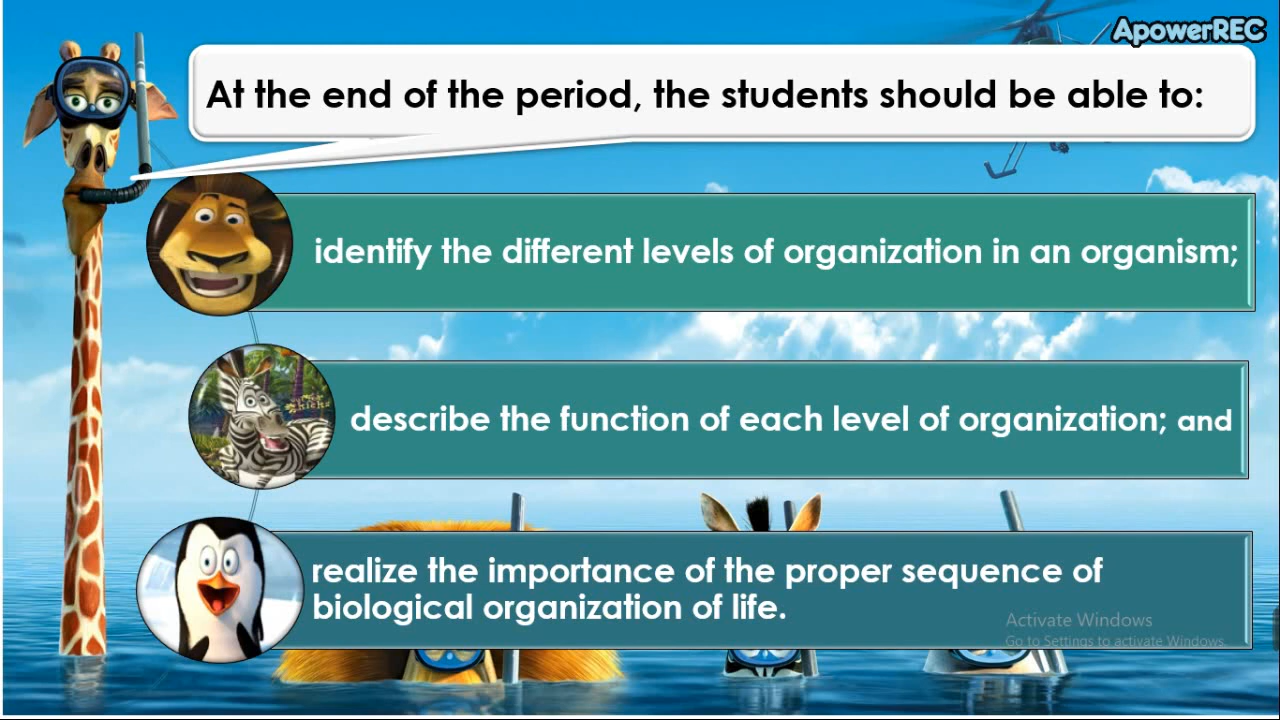 ApowerREC
At the end of the period, the students should be able to:
identify the different levels of organization in an organism;
describe the function of each level of organization; and
realize the importance of the proper sequence of
biological organization of life.
Activate Windows
Go to Settings to activate Windows.